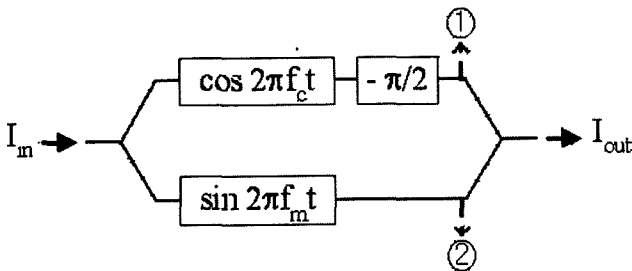 ①
cos 2πf_c t
- π/2
I_in
I_out
sin 2πf_m t
②